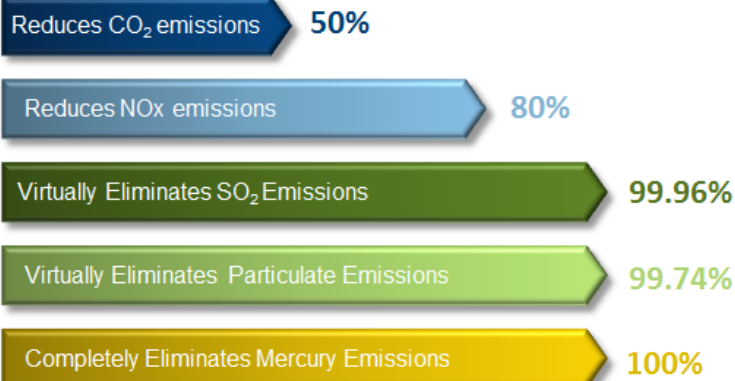 Reduces CO₂ emissions 50%
Reduces NOx emissions 80%
Virtually Eliminates SO₂ Emissions 99.96%
Virtually Eliminates Particulate Emissions 99.74%
Completely Eliminates Mercury Emissions 100%